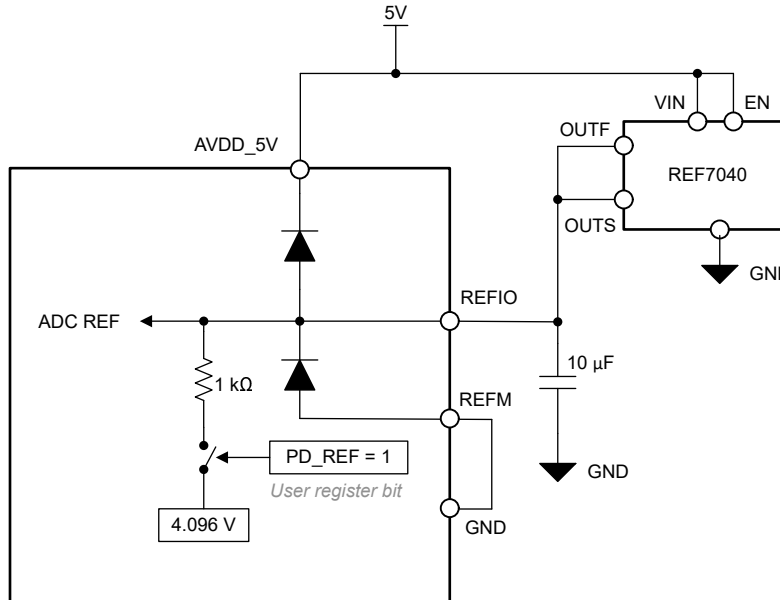 5V
VIN
EN
OUTF
AVDD_5V
REF7040
OUTS
GN
REFIO
ADC REF
10 µF
1 kΩ
REFM
PD_REF = 1
GND
User register bit
4.096 V
GND